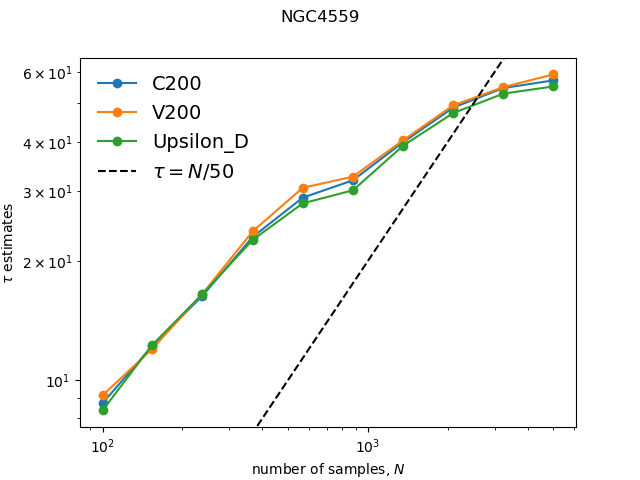 NGC4559
C200
V200
Upsilon_D
τ = N/50
6 × 10¹
4 × 10¹
3 × 10¹
2 × 10¹
10¹
τ estimates
10² 10³
number of samples, N